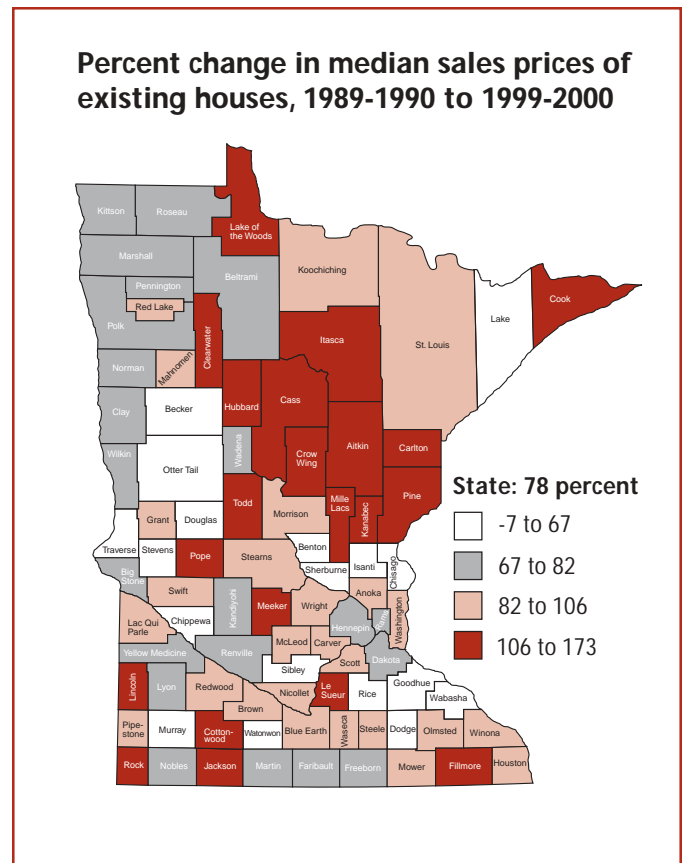 Percent change in median sales prices of
existing houses, 1989-1990 to 1999-2000
Kittson
Roseau
Lake of
the Woods
Marshall
Beltrami
Koochiching
Pennington
Red Lake
Polk
Clearwater
Itasca
St. Louis
Lake
Cook
Norman
Mahnomen
Clay
Becker
Hubbard
Cass
Wilkin
Otter Tail
Wadena
Crow
Wing
Aitkin
Carlton
Pine
Grant
Douglas
Todd
Morrison
Mille
Lacs
Kanabec
Traverse
Stevens
Pope
Stearns
Benton
Sherburne
Isanti
Chisago
Big
Stone
Swift
Kandiyohi
Meeker
Wright
Anoka
Hennepin
Rams
Washington
Lac Qui
Parle
Chippewa
McLeod
Carver
Scott
Dakota
Yellow Medicine
Renville
Sibley
Lincoln
Lyon
Redwood
Nicollet
Le
Sueur
Rice
Goodhue
Wabasha
Brown
Pipe-
stone
Murray
Cotton-
wood
Watonwon
Blue Earth
Waseca
Steele
Dodge
Olmsted
Winona
Rock
Nobles
Jackson
Martin
Faribault
Freeborn
Mower
Fillmore
Houston
State: 78 percent
-7 to 67
67 to 82
82 to 106
106 to 173